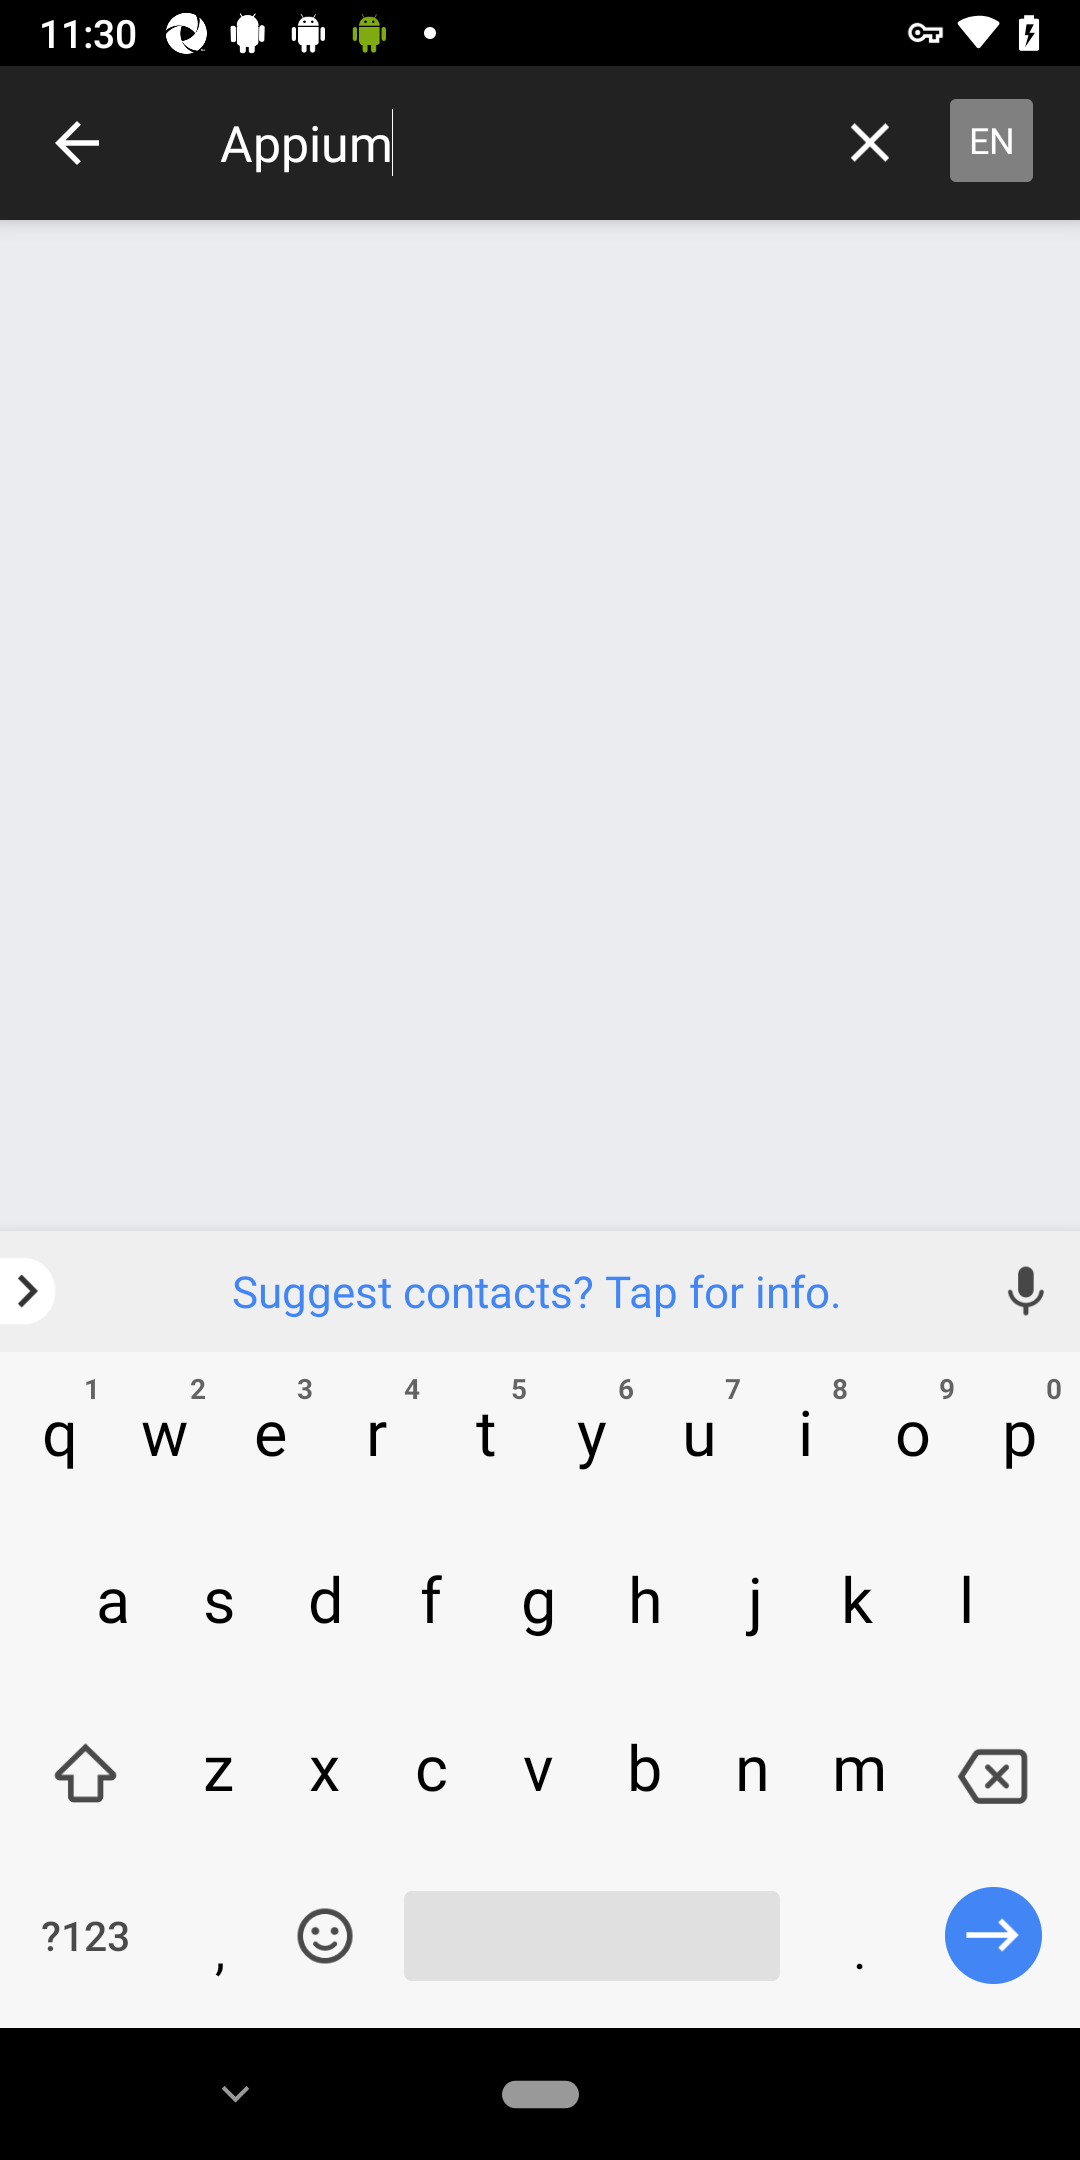 11:30
Appium
EN
Suggest contacts? Tap for info.
1 2 3 4 5 6 7 8 9 0
q w e r t y u i o p
a s d f g h j k l
z x c v b n m
?123 , .